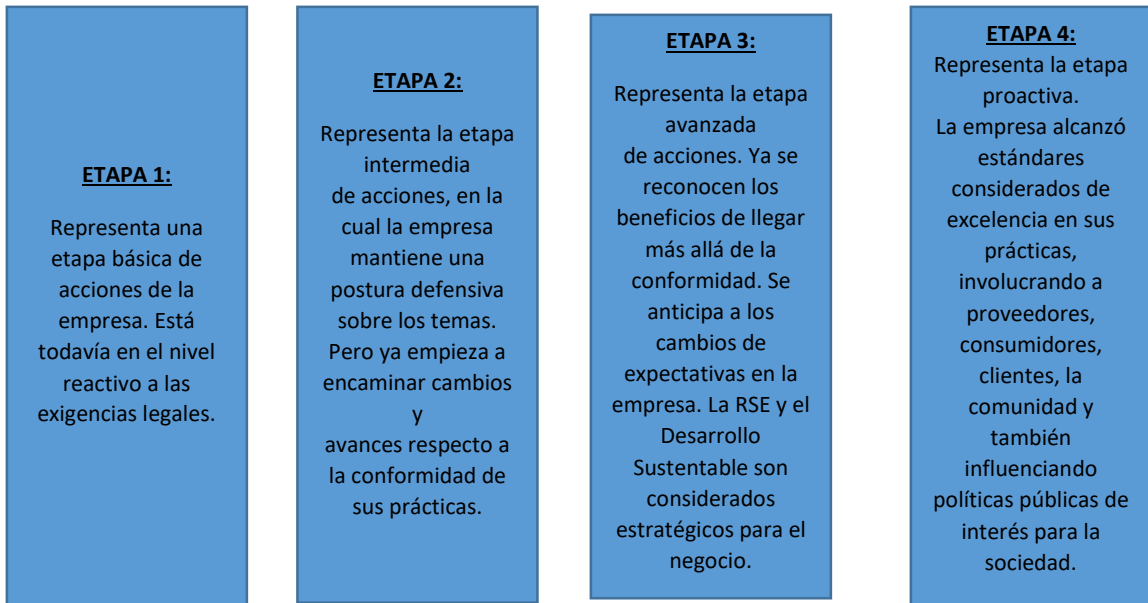 ETAPA 1:
Representa una
etapa básica de
acciones de la
empresa. Está
todavía en el nivel
reactivo a las
exigencias legales.
ETAPA 2:
Representa la etapa
intermedia
de acciones, en la
cual la empresa
mantiene una
postura defensiva
sobre los temas.
Pero ya empieza a
encaminar cambios
y
avances respecto a
la conformidad de
sus prácticas.
ETAPA 3:
Representa la etapa
avanzada
de acciones. Ya se
reconocen los
beneficios de llegar
más allá de la
conformidad. Se
anticipa a los
cambios de
expectativas en la
empresa. La RSE y el
Desarrollo
Sustentable son
considerados
estratégicos para el
negocio.
ETAPA 4:
Representa la etapa
proactiva.
La empresa alcanzó
estándares
considerados de
excelencia en sus
prácticas,
involucrando a
proveedores,
consumidores,
clientes, la
comunidad y
también
influenciando
políticas públicas de
interés para la
sociedad.